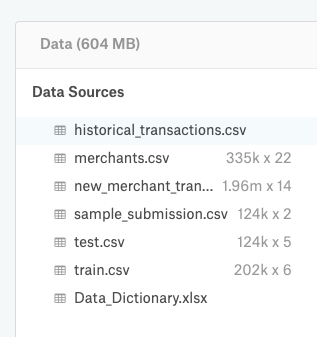 Data (604 MB)
Data Sources
historical_transactions.csv
merchants.csv 335k x 22
new_merchant_tran... 1.96m x 14
sample_submission.csv 124k x 2
test.csv 124k x 5
train.csv 202k x 6
Data_Dictionary.xlsx